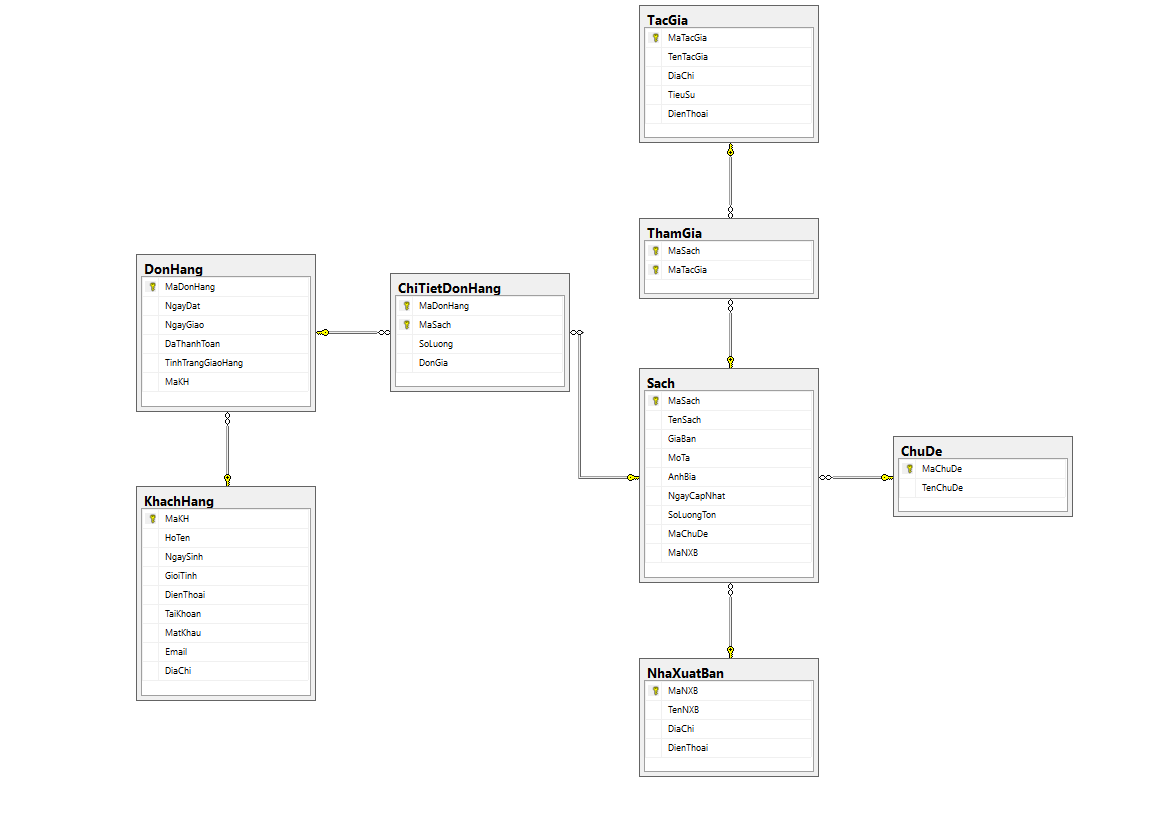 TacGia
MaTacGia
TenTacGia
DiaChi
TieuSu
DienThoai
ThamGia
MaSach
MaTacGia
DonHang
MaDonHang
NgayDat
NgayGiao
DaThanhToan
TinhTrangGiaoHang
MaKH
ChiTietDonHang
MaDonHang
MaSach
SoLuong
DonGia
Sach
MaSach
TenSach
GiaBan
MoTa
AnhBia
NgayCapNhat
SoLuongTon
MaChuDe
MaNXB
ChuDe
MaChuDe
TenChuDe
KhachHang
MaKH
HoTen
NgaySinh
GioiTinh
DienThoai
TaiKhoan
MatKhau
Email
DiaChi
NhaXuatBan
MaNXB
TenNXB
DiaChi
DienThoai